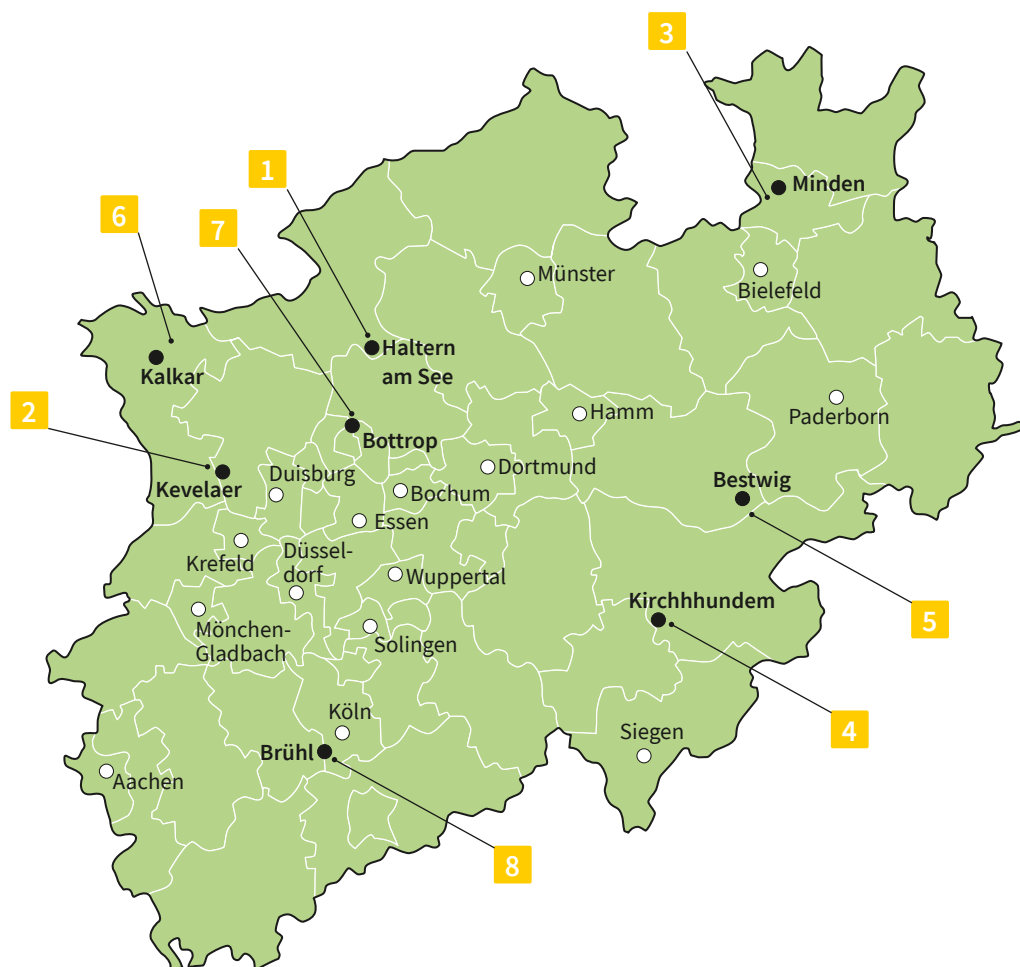 3
1
Minden
6
7
Münster
Bielefeld
Haltern
am See
Kalkar
2
Hamm
Paderborn
Bottrop
Dortmund
Kevelaer
Duisburg
Bochum
Bestwig
Essen
Krefeld
Düssel-
dorf
Wuppertal
Kirchhhundem
5
Mönchen-
Gladbach
Solingen
4
Köln
Siegen
Brühl
Aachen
8